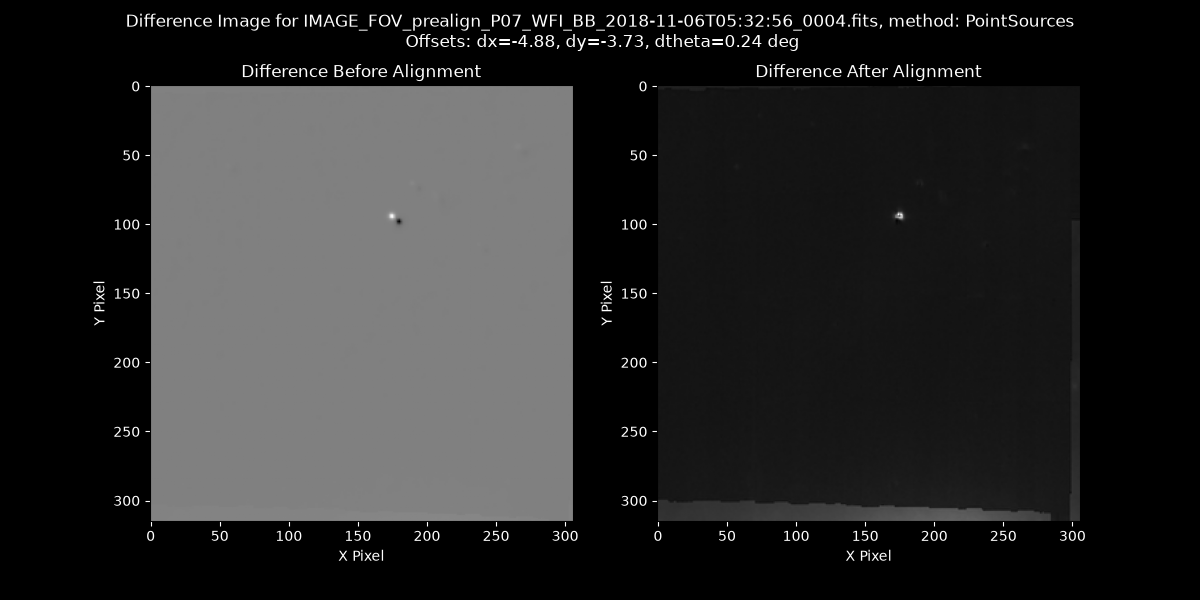 Difference Image for IMAGE_FOV_prealign_P07_WFI_BB_2018-11-06T05:32:56_0004.fits, method: PointSources
Offsets: dx=-4.88, dy=-3.73, dtheta=0.24 deg
Difference Before Alignment
0
50
100
150
200
250
300
Y Pixel
0 50 100 150 200 250 300
X Pixel
Difference After Alignment
0
50
100
150
200
250
300
Y Pixel
0 50 100 150 200 250 300
X Pixel